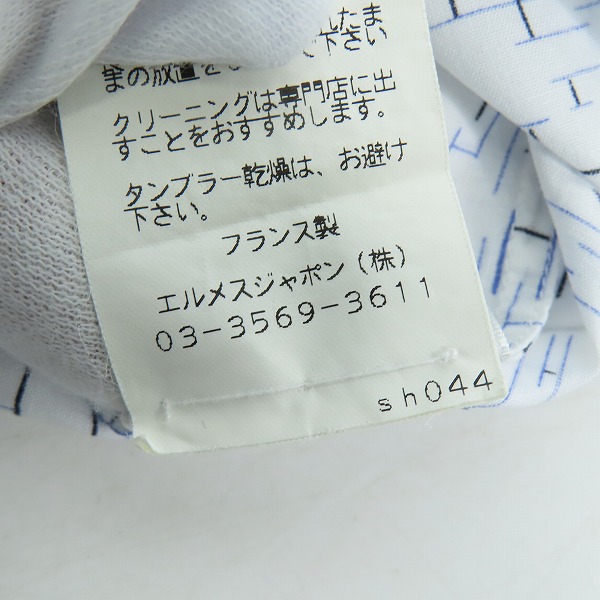 したま
まの放置を 下さい
クリーニングは専門店に出
すことをおすすめします。
タンブラー乾燥は、お避け
下さい。
フランス製
エルメスジャポン(株)
03-3569-3611
sh044